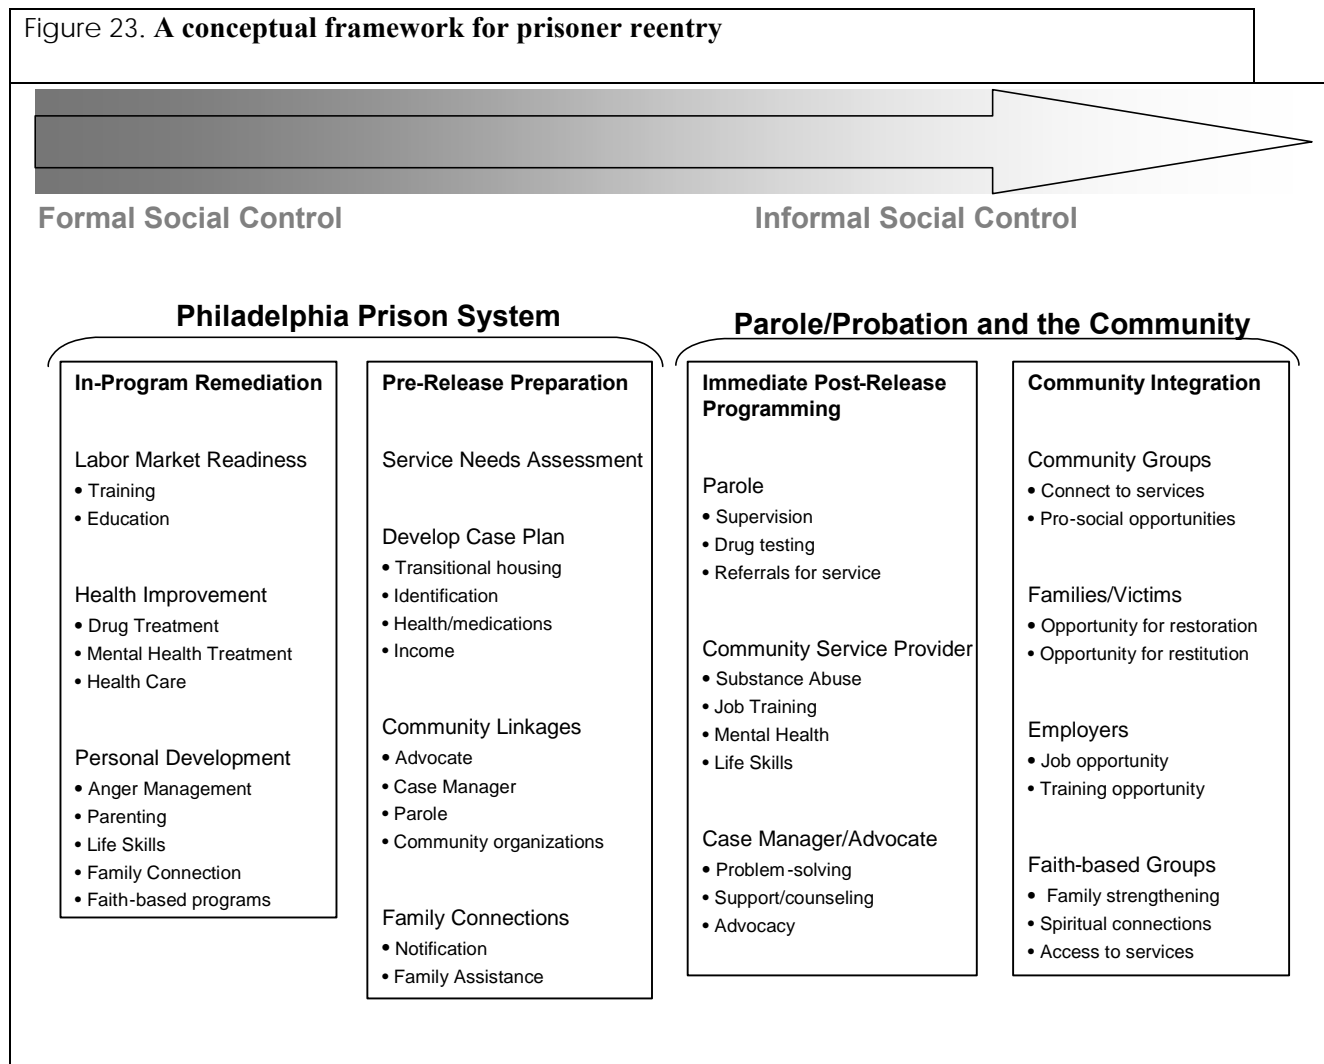 Figure 23. A conceptual framework for prisoner reentry
Formal Social Control
Informal Social Control
Philadelphia Prison System
Parole/Probation and the Community
In-Program Remediation
Labor Market Readiness
• Training
• Education
Health Improvement
• Drug Treatment
• Mental Health Treatment
• Health Care
Personal Development
• Anger Management
• Parenting
• Life Skills
• Family Connection
• Faith-based programs
Pre-Release Preparation
Service Needs Assessment
Develop Case Plan
• Transitional housing
• Identification
• Health/medications
• Income
Community Linkages
• Advocate
• Case Manager
• Parole
• Community organizations
Family Connections
• Notification
• Family Assistance
Immediate Post-Release
Programming
Parole
• Supervision
• Drug testing
• Referrals for service
Community Service Provider
• Substance Abuse
• Job Training
• Mental Health
• Life Skills
Case Manager/Advocate
• Problem-solving
• Support/counseling
• Advocacy
Community Integration
Community Groups
• Connect to services
• Pro-social opportunities
Families/Victims
• Opportunity for restoration
• Opportunity for restitution
Employers
• Job opportunity
• Training opportunity
Faith-based Groups
• Family strengthening
• Spiritual connections
• Access to services